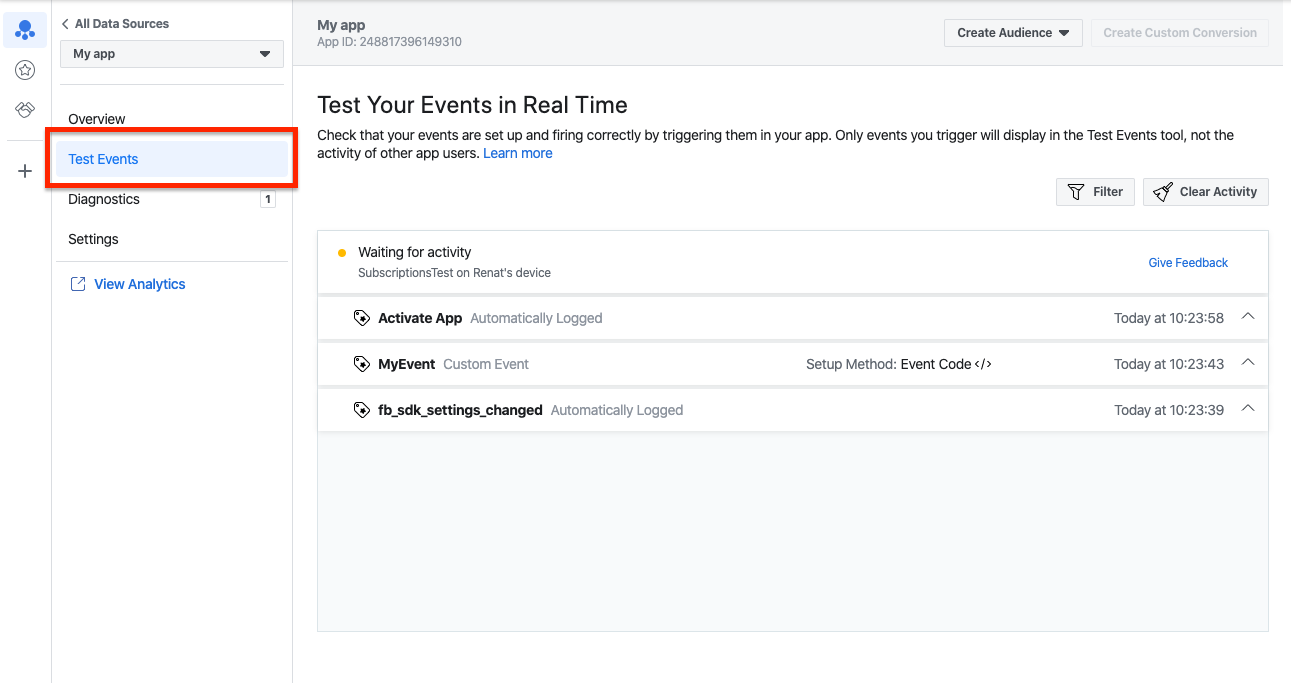 All Data Sources
My app
Overview
Test Events
Diagnostics 1
Settings
View Analytics
My app
App ID: 248817396149310
Create Audience
Create Custom Conversion
Test Your Events in Real Time
Check that your events are set up and firing correctly by triggering them in your app. Only events you trigger will display in the Test Events tool, not the
activity of other app users. Learn more
Filter
Clear Activity
Waiting for activity
SubscriptionsTest on Renat's device
Give Feedback
Activate App Automatically Logged Today at 10:23:58
MyEvent Custom Event Setup Method: Event Code </> Today at 10:23:43
fb_sdk_settings_changed Automatically Logged Today at 10:23:39